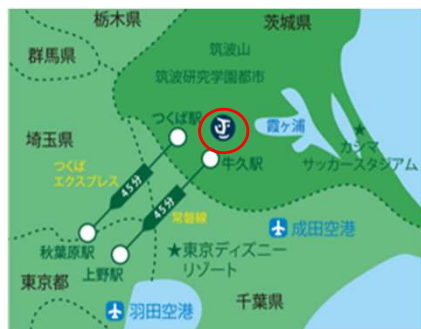 栃木県
茨城県
群馬県
筑波山
筑波研究学園都市
つくば駅
霞ヶ浦
埼玉県
★
カシマ
サッカースタジアム
牛久駅
つくば
エクスプレス
45分
45分
常磐線
秋葉原駅
上野駅
成田空港
★東京ディズニー
リゾート
東京都
羽田空港
千葉県